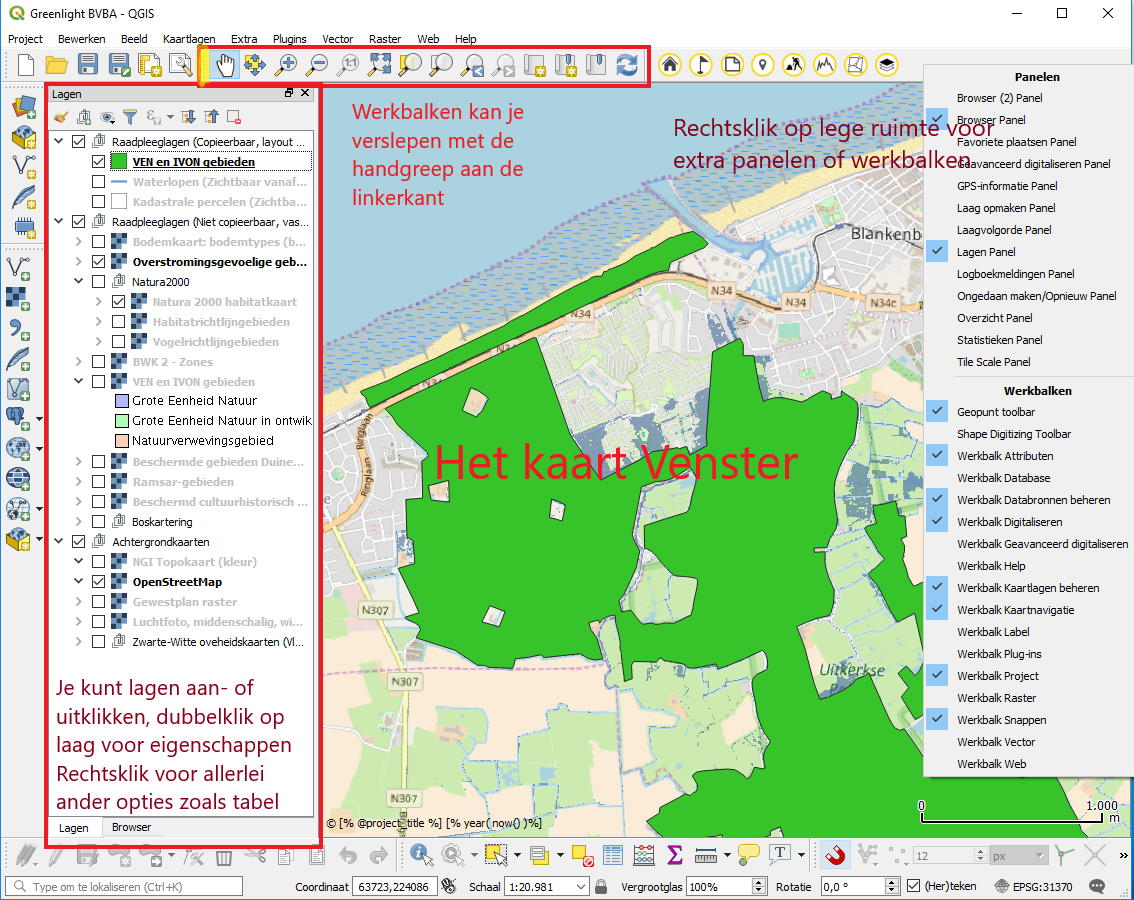 Greenlight BVBA - QGIS
Project Bewerken Beeld Kaartlagen Extra Plugins Vector Raster Web Help
Lagen
Raadpleeglagen (Copieerbaar, layout ...
VEN en IVON gebieden
Waterlopen (Zichtbaar vanaf...
Kadastrale percelen (Zichtba...
Raadpleeglagen (Niet copieerbaar, vas...
Bodemkaart: bodemtypes (b...
Overstromingsgevoelige geb...
Natura2000
Natura 2000 habitatkaart
Habitatrichtlijngebieden
Vogelrichtlijngebieden
BWK 2 - Zones
VEN en IVON gebieden
Grote Eenheid Natuur
Grote Eenheid Natuur in ontwik
Natuurverwevingsgebied
Beschermde gebieden Duine...
Ramsar-gebieden
Beschermd cultuurhistorisch ...
Boskartering
Achtergrondkaarten
NGI Topokaart (kleur)
OpenStreetMap
Gewestplan raster
Luchtfoto, middenschalig, wi...
Zwarte-Witte oveheidskaarten (Vl...
Je kunt lagen aan- of
uitklikken, dubbelklik op
laag voor eigenschappen
Rechtsklik voor allerlei
ander opties zoals tabel
Lagen Browser
Werkbalken kan je
verslepen met de
handgreep aan de
linkerkant
Rechtsklik op lege ruimte voor
extra panelen of werkbalken
Het kaart Venster
Blankenb
N34
N34
N34c
N34
N34
Ringlaan
Ringlaan
N307
N307
N307
Uitkerkse
© [% @project_title %] [% year( now() )%]
0 1.000
m
Panelen
Browser (2) Panel
Browser Panel
Favoriete plaatsen Panel
Geavanceerd digitaliseren Panel
GPS-informatie Panel
Laag opmaken Panel
Laagvolgorde Panel
Lagen Panel
Logboekmeldingen Panel
Ongedaan maken/Opnieuw Panel
Overzicht Panel
Statistieken Panel
Tile Scale Panel
Werkbalken
Geopunt toolbar
Shape Digitizing Toolbar
Werkbalk Attributen
Werkbalk Database
Werkbalk Databronnen beheren
Werkbalk Digitaliseren
Werkbalk Geavanceerd digitaliseren
Werkbalk Help
Werkbalk Kaartlagen beheren
Werkbalk Kaartnavigatie
Werkbalk Label
Werkbalk Plug-ins
Werkbalk Project
Werkbalk Raster
Werkbalk Snappen
Werkbalk Vector
Werkbalk Web
12 px
Type om te lokaliseren (Ctrl+K) Coordinaat 63723,224086 Schaal 1:20.981 Vergrootglas 100% Rotatie 0,0 ° (Her)teken EPSG:31370